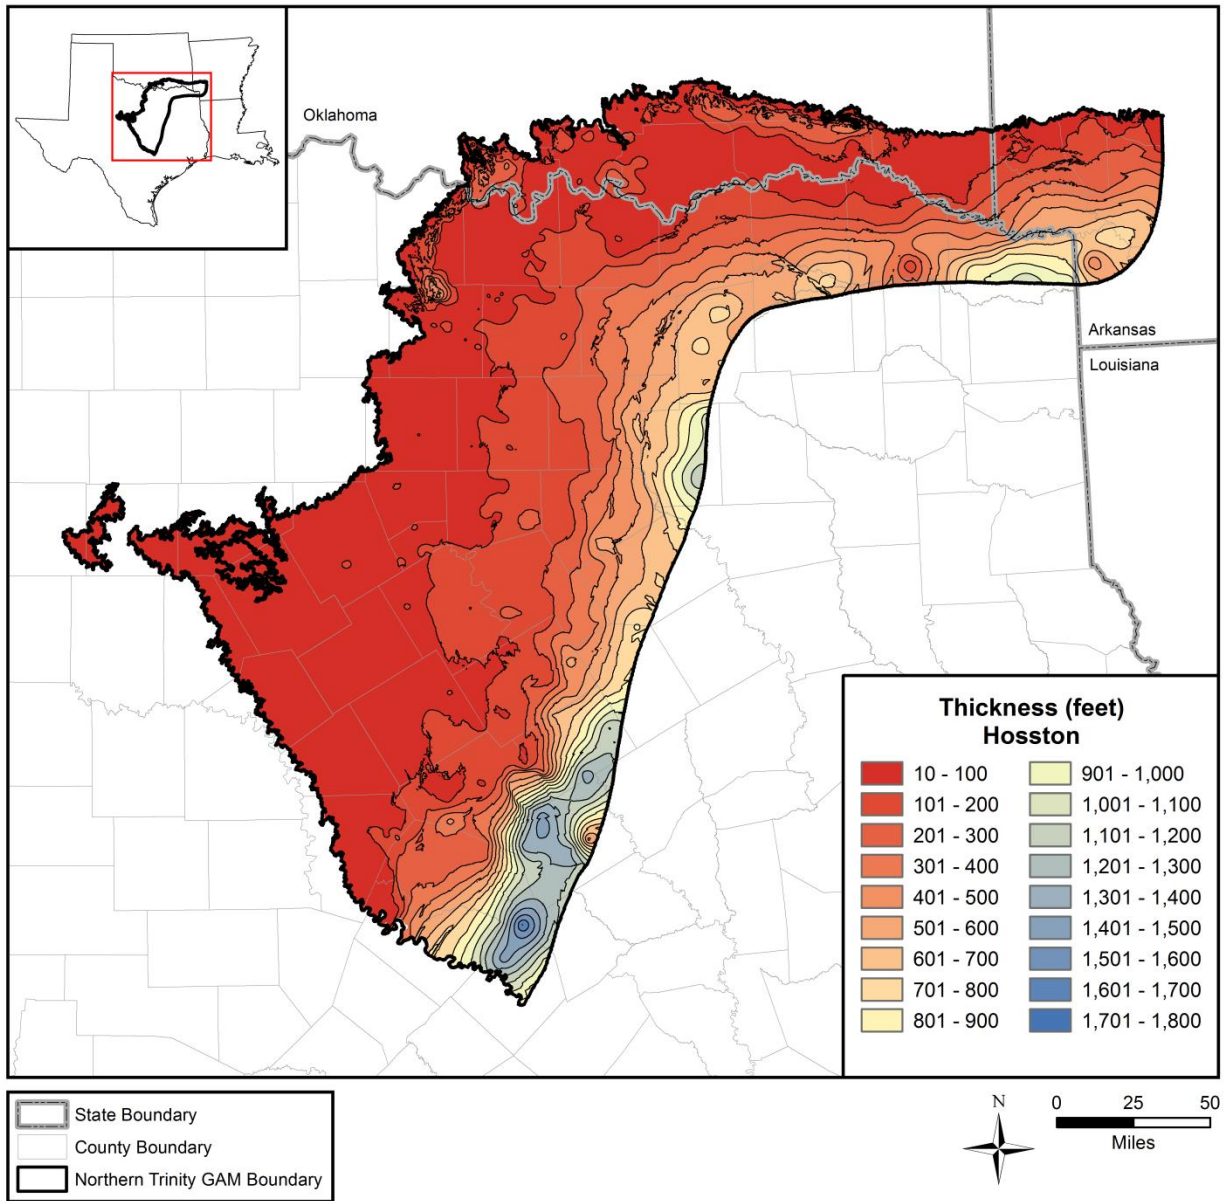 Oklahoma
Arkansas
Louisiana
Thickness (feet)
Hosston
10 - 100
101 - 200
201 - 300
301 - 400
401 - 500
501 - 600
601 - 700
701 - 800
801 - 900
901 - 1,000
1,001 - 1,100
1,101 - 1,200
1,201 - 1,300
1,301 - 1,400
1,401 - 1,500
1,501 - 1,600
1,601 - 1,700
1,701 - 1,800
State Boundary
County Boundary
Northern Trinity GAM Boundary
N
0 25 50
Miles